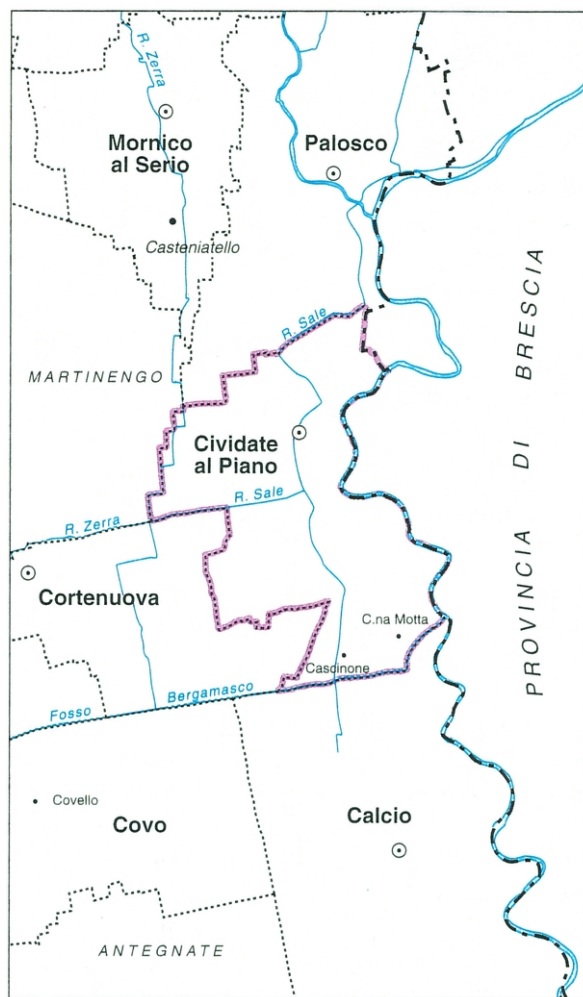 R. Zerra
Mornico
al Serio
Palosco
Casteniatello
R. Sale
MARTINENGO
PROVINCIA DI BRESCIA
Cividate
al Piano
R. Sale
R. Zerra
Cortenuova
C.na Motta
Cascinone
Bergamasco
Fosso
Covello
Covo
Calcio
ANTEGNATE